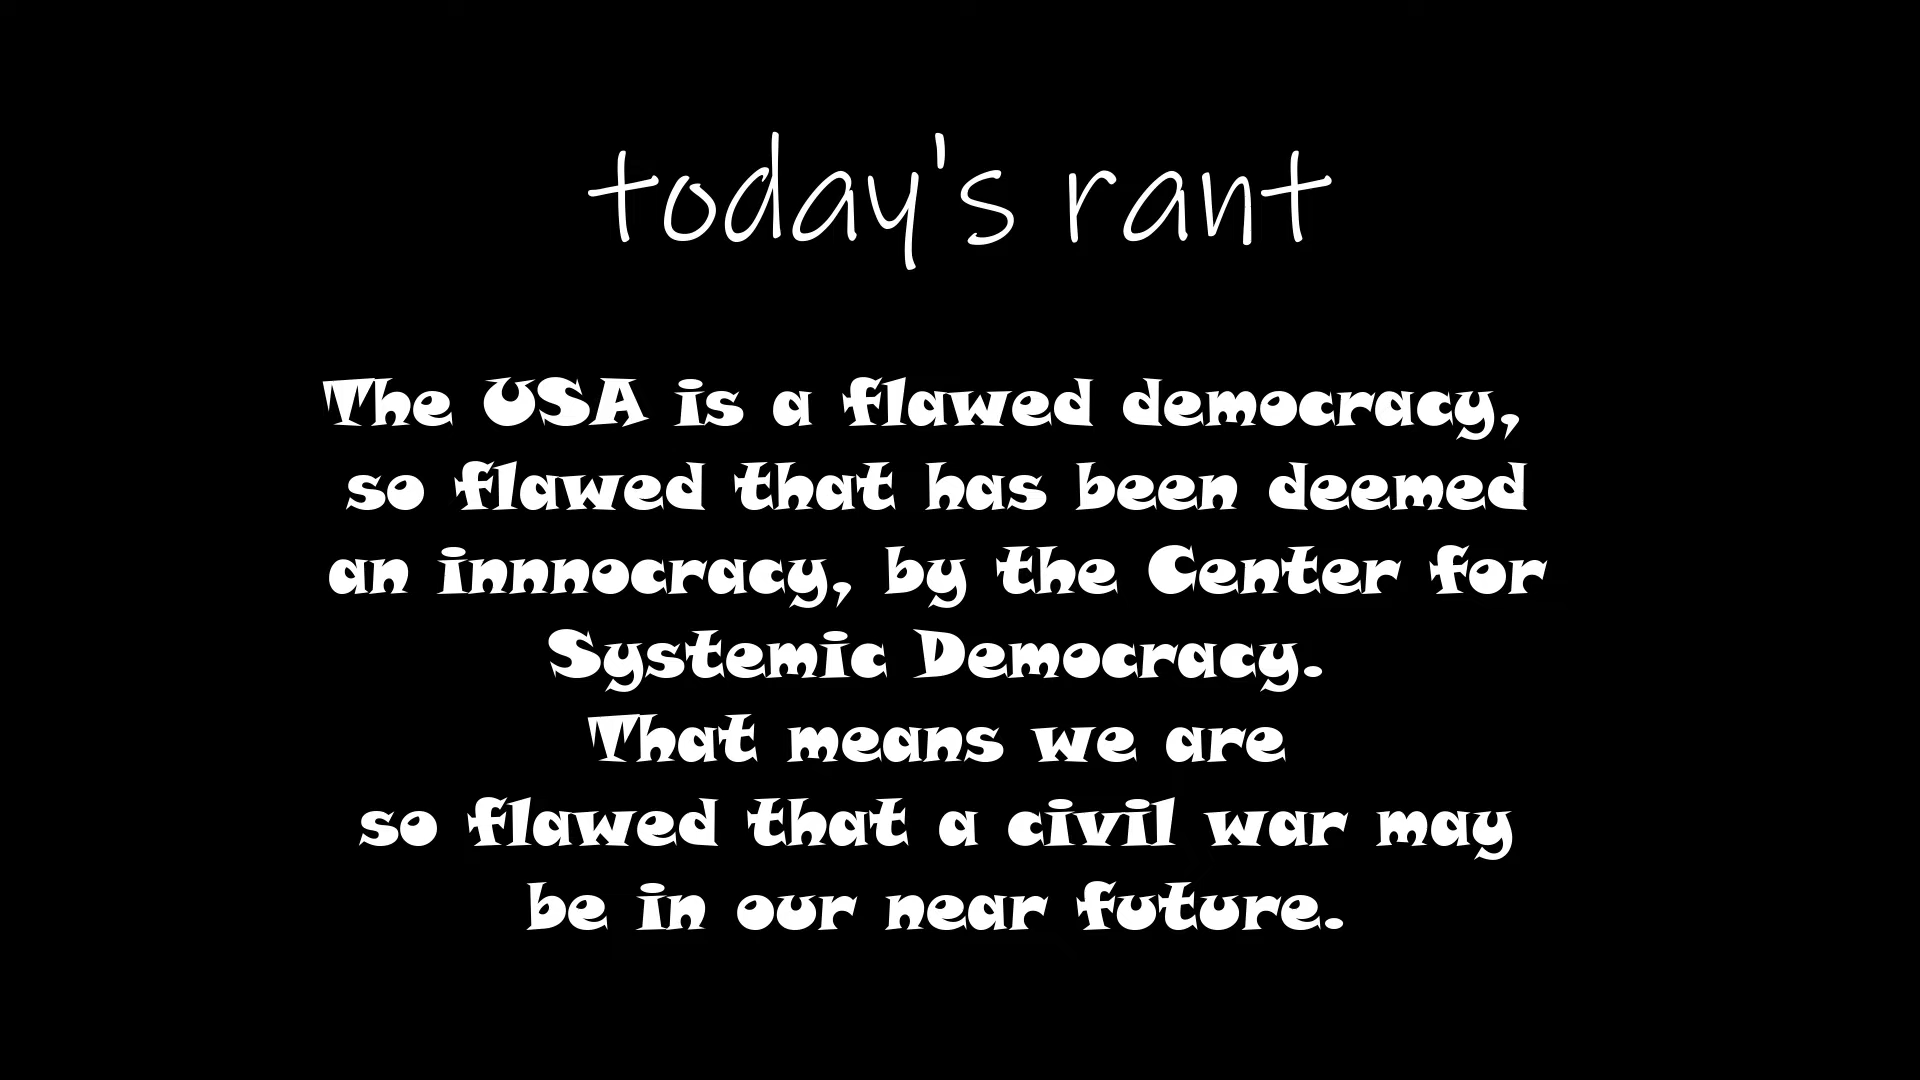 today's rant
The USA is a flawed democracy,
so flawed that has been deemed
an innnocracy, by the Center for
Systemic Democracy.
That means we are
so flawed that a civil war may
be in our near future.